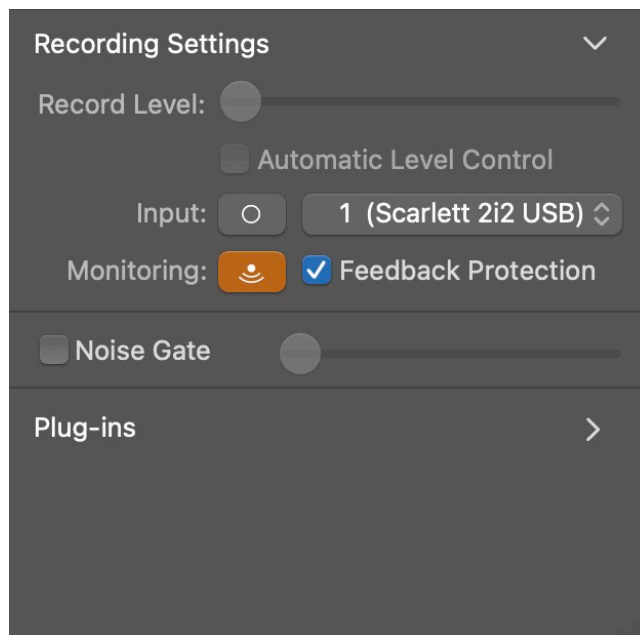 Recording Settings
Record Level:
Automatic Level Control
Input: 1 (Scarlett 2i2 USB)
Monitoring: Feedback Protection
Noise Gate
Plug-ins